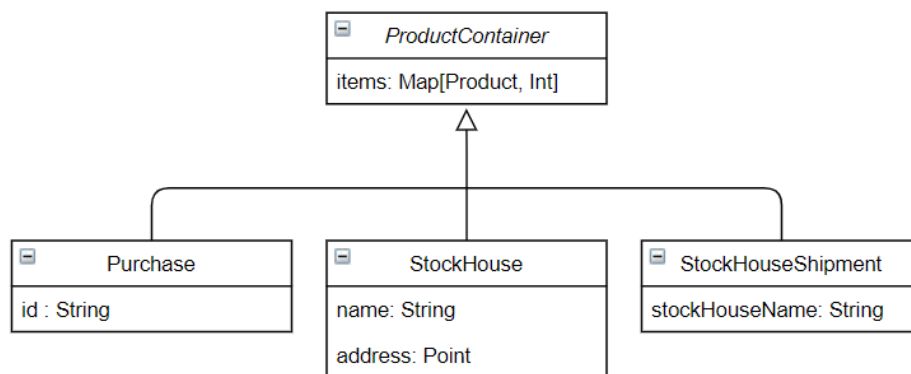 ProductContainer
items: Map[Product, Int]
Purchase
id : String
StockHouse
name: String
address: Point
StockHouseShipment
stockHouseName: String